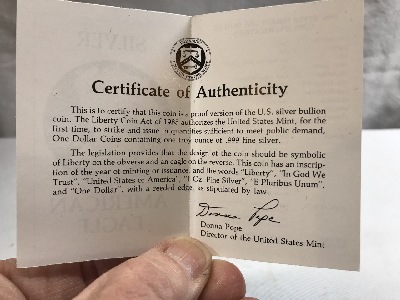 Certificate of Authenticity
This is to certify that this coin is a proof version of the U.S. silver bullion
coin. The Liberty Coin Act of 1985 authorizes the United States Mint, for the
first time, to strike and issue in quantities sufficient to meet public demand,
One Dollar Coins containing one troy ounce of .999 fine silver.
The legislation provides that the design of the coin should be symbolic
of Liberty on the obverse and an eagle on the reverse. This coin has an inscrip-
tion of the year of minting or issuance, and the words "Liberty", "In God We
Trust", "United States of America", "1 Oz. Fine Silver", "E Pluribus Unum",
and "One Dollar", with a reeded edge, as stipulated by law.
Donna Pope
Donna Pope
Director of the United States Mint